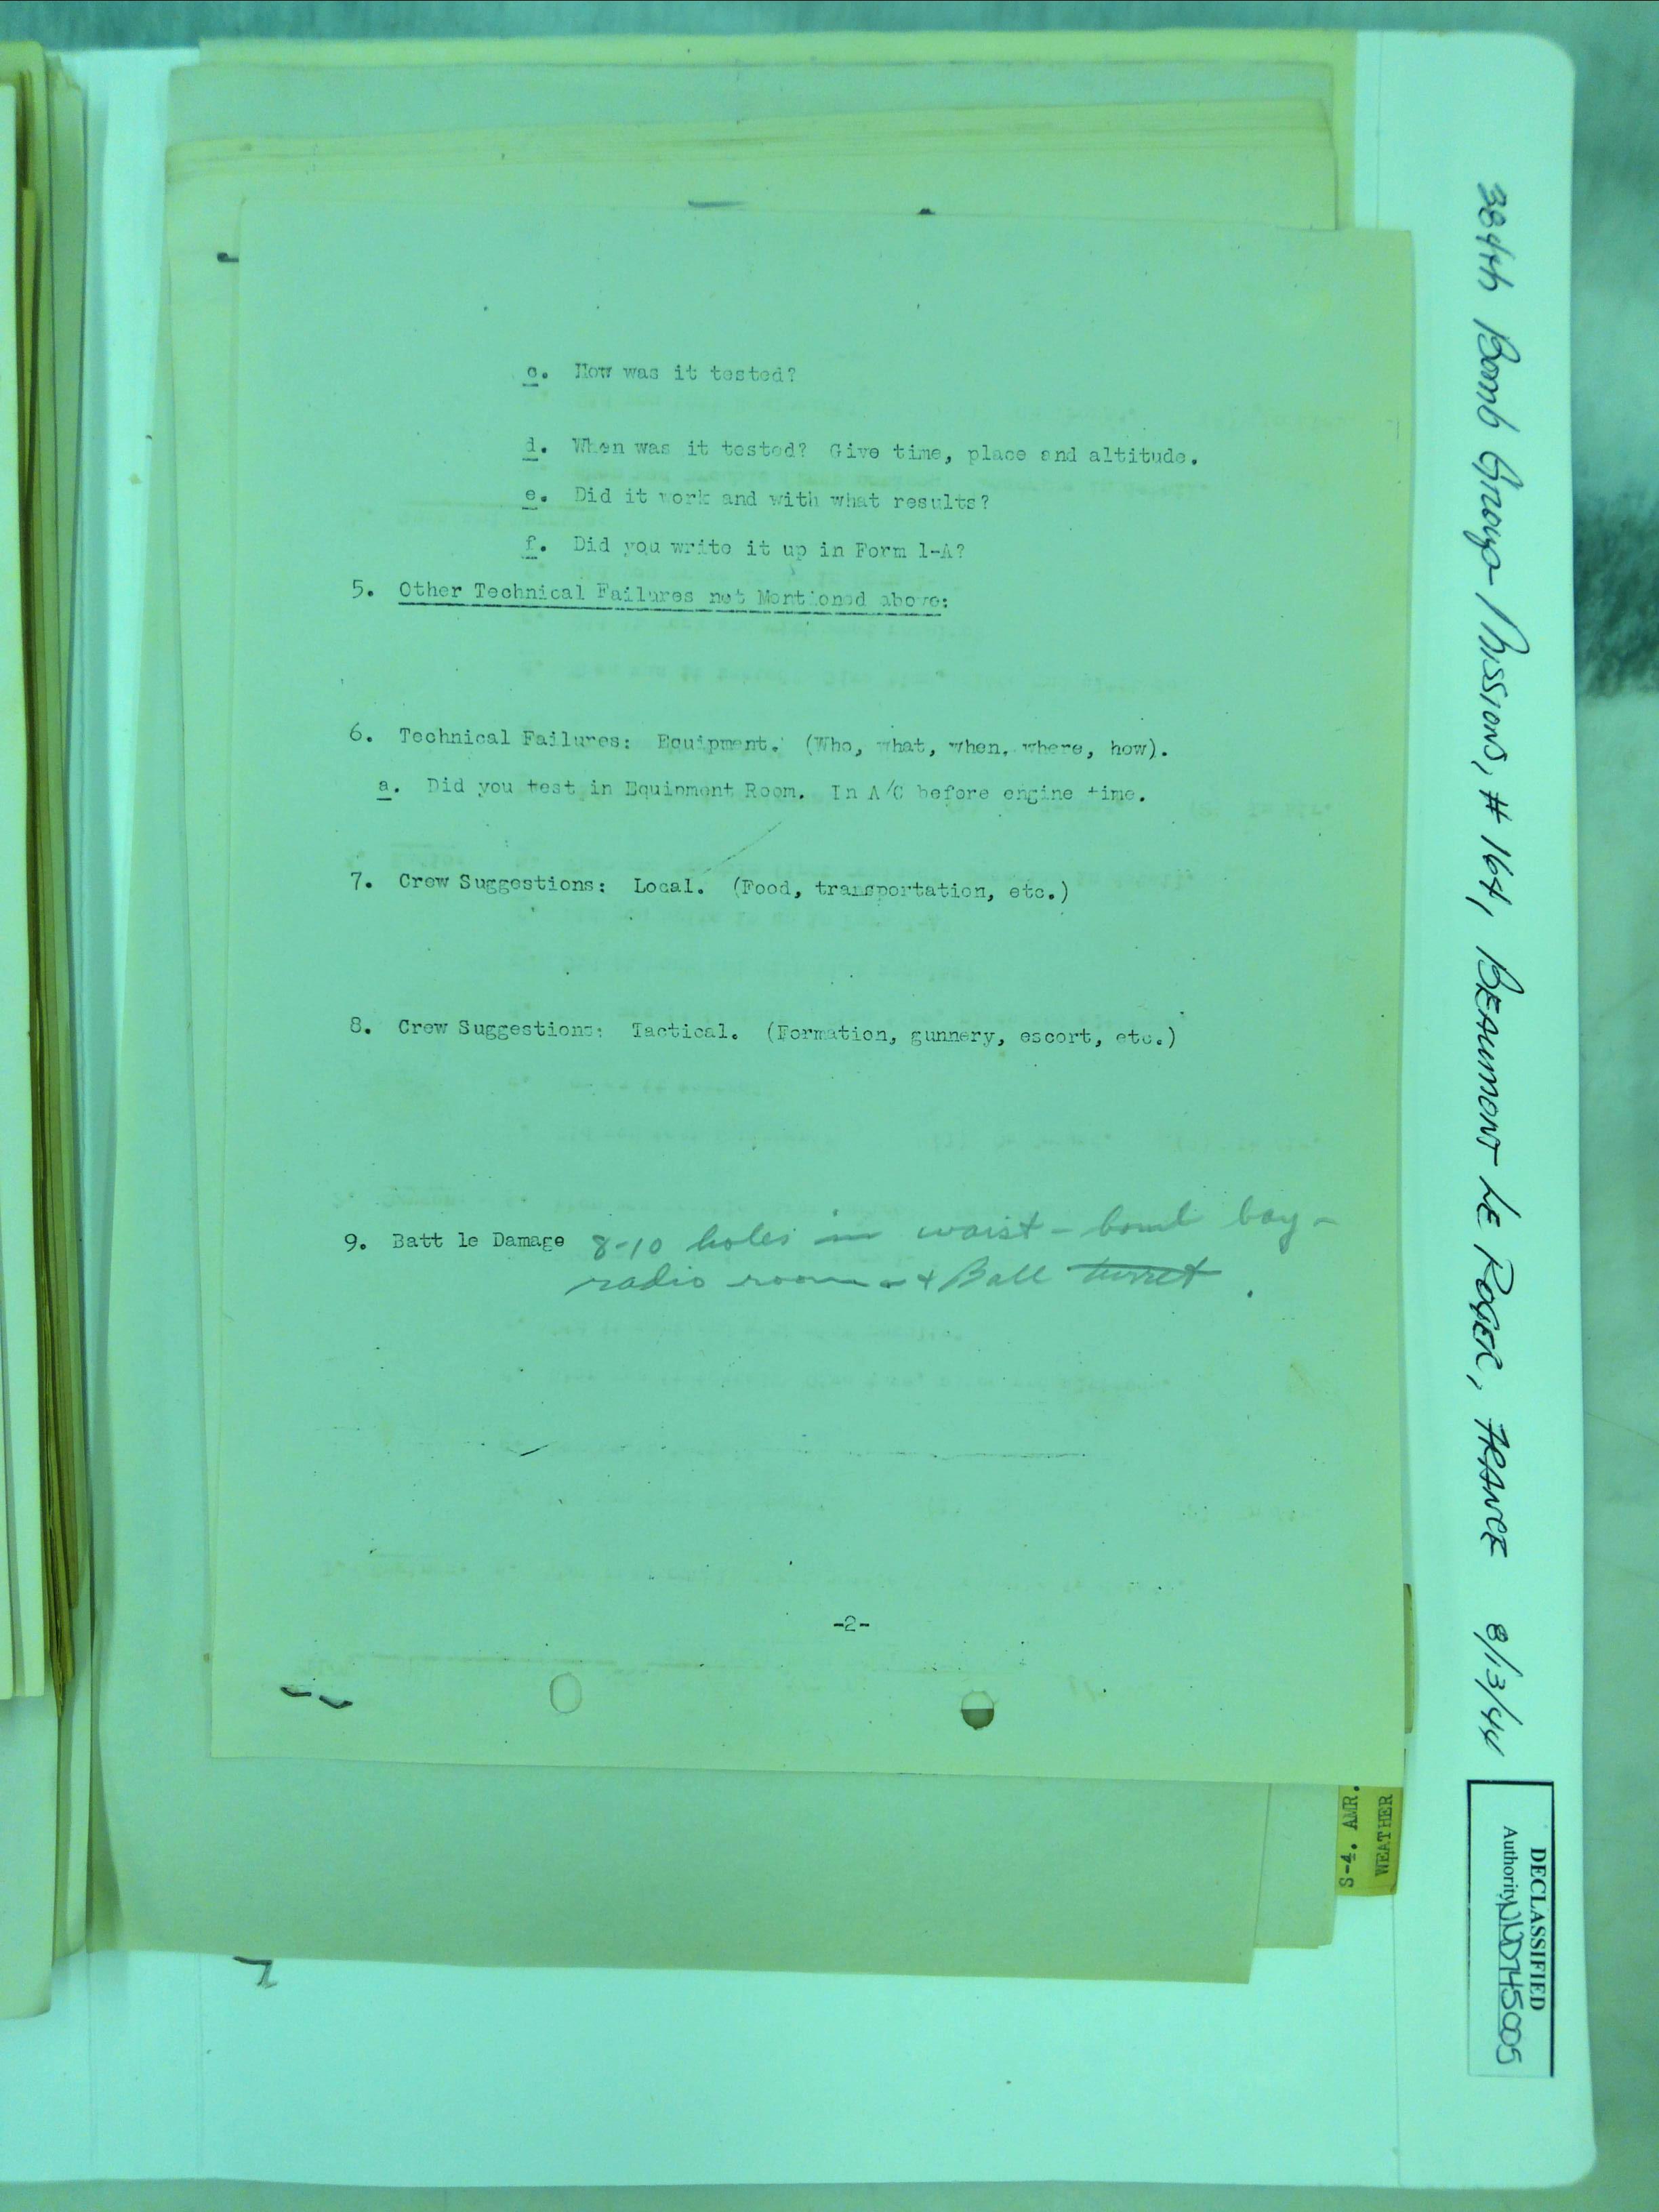 c. How was it tested?
d. When was it tested? Give time, place and altitude.
e. Did it work and with what results?
f. Did you write it up in Form 1-A?
5. Other Technical Failures not Mentioned above:
6. Technical Failures: Equipment. (Who, what, when, where, how).
a. Did you test in Equipment Room. In A/C before engine time.
7. Crew Suggestions: Local. (Food, transportation, etc.)
8. Crew Suggestions: Tactical. (Formation, gunnery, escort, etc.)
9. Batt le Damage 8-10 holes in waist - bomb bay -
radio room - + Ball turret.
-2-
384th Bomb Group Missions, # 164, BEAUMONT LE ROGER, FRANCE 8/13/44
DECLASSIFIED
Authority NND745005
S-4. AMR.
WEATHER